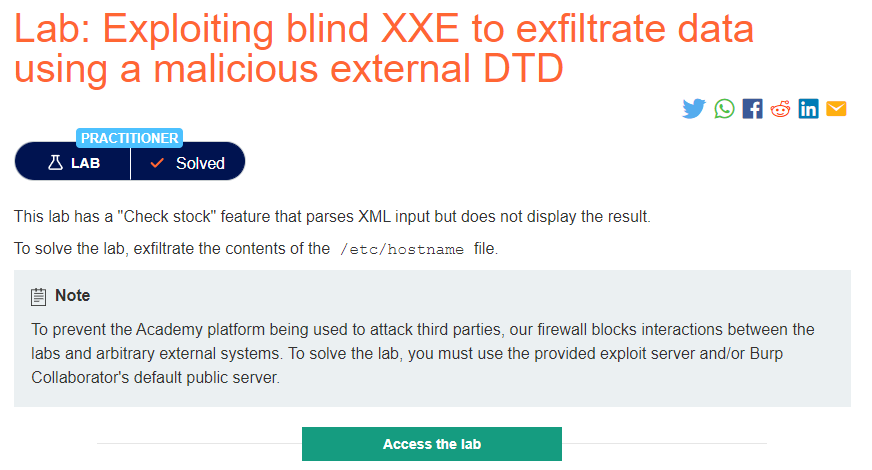 Lab: Exploiting blind XXE to exfiltrate data
using a malicious external DTD
PRACTITIONER
LAB
Solved
This lab has a "Check stock" feature that parses XML input but does not display the result.
To solve the lab, exfiltrate the contents of the /etc/hostname file.
Note
To prevent the Academy platform being used to attack third parties, our firewall blocks interactions between the
labs and arbitrary external systems. To solve the lab, you must use the provided exploit server and/or Burp
Collaborator's default public server.
Access the lab